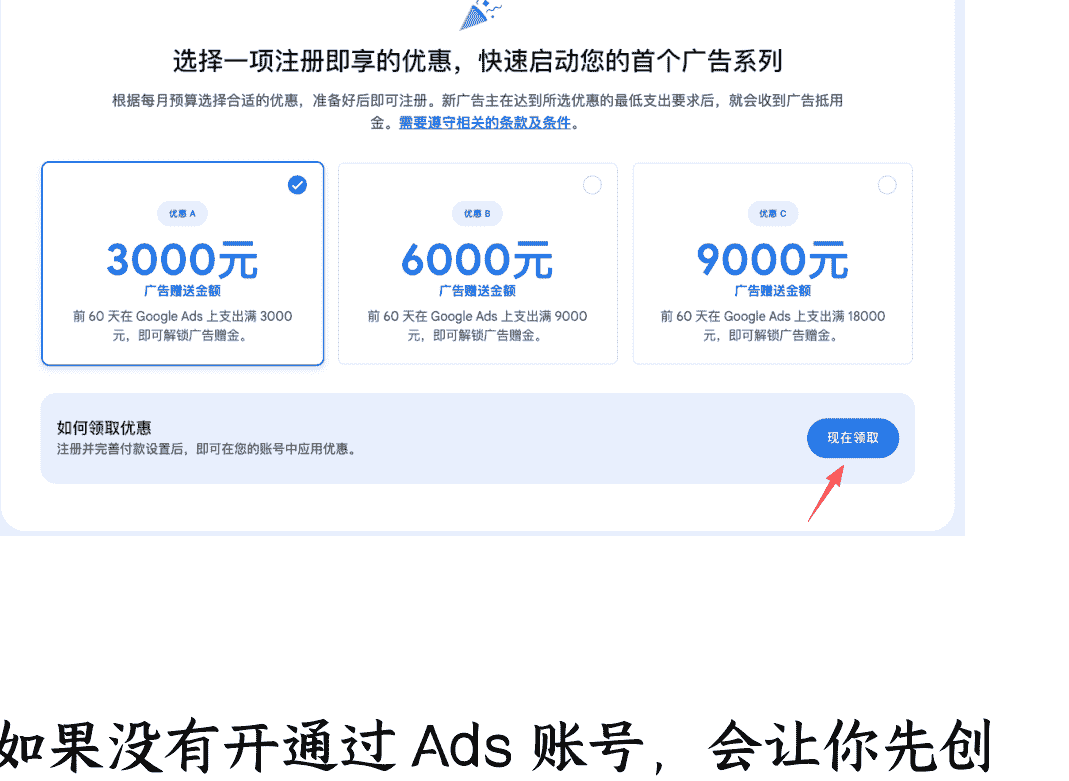 选择一项注册即享的优惠，快速启动您的首个广告系列
根据每月预算选择合适的优惠，准备好后即可注册。新广告主在达到所选优惠的最低支出要求后，就会收到广告抵用
金。需要遵守相关的条款及条件。
优惠 A
3000元
广告赠送金额
前 60 天在 Google Ads 上支出满 3000
元，即可解锁广告赠金。
优惠 B
6000元
广告赠送金额
前 60 天在 Google Ads 上支出满 9000
元，即可解锁广告赠金。
优惠 C
9000元
广告赠送金额
前 60 天在 Google Ads 上支出满 18000
元，即可解锁广告赠金。
如何领取优惠
注册并完善付款设置后，即可在您的账号中应用优惠。
现在领取
如果没有开通过 Ads 账号，会让你先创